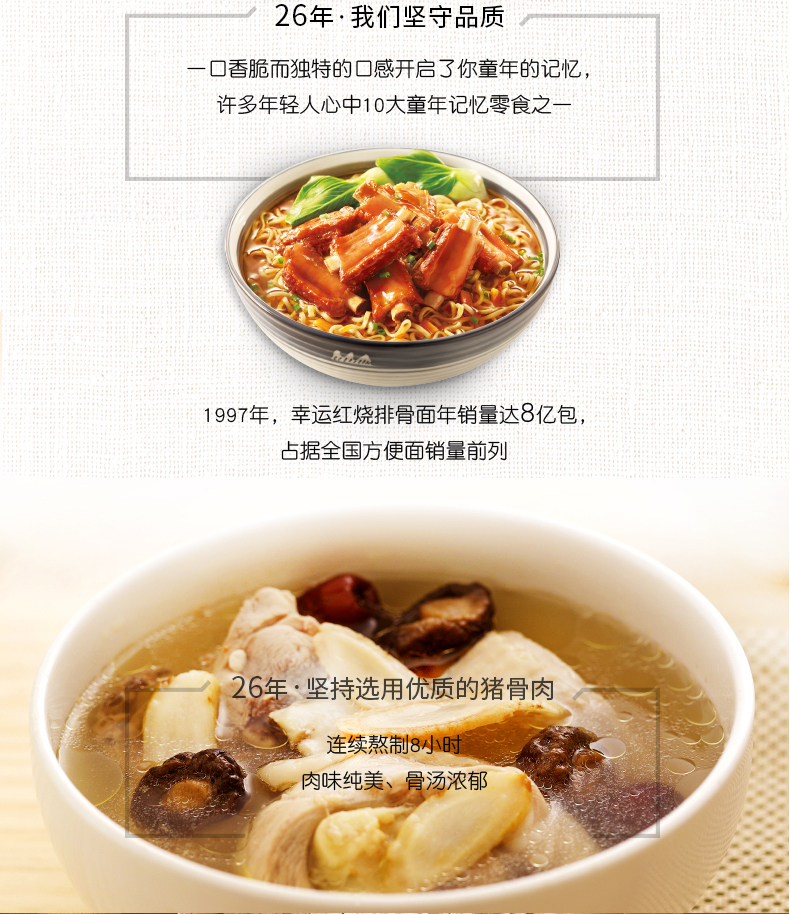 26年·我们坚守品质
一口香脆而独特的口感开启了你童年的记忆，
许多年轻人心中10大童年记忆零食之一
1997年，幸运红烧排骨面年销量达8亿包，
占据全国方便面销量前列
26年·坚持选用优质的猪骨肉
连续熬制8小时
肉味纯美、骨汤浓郁